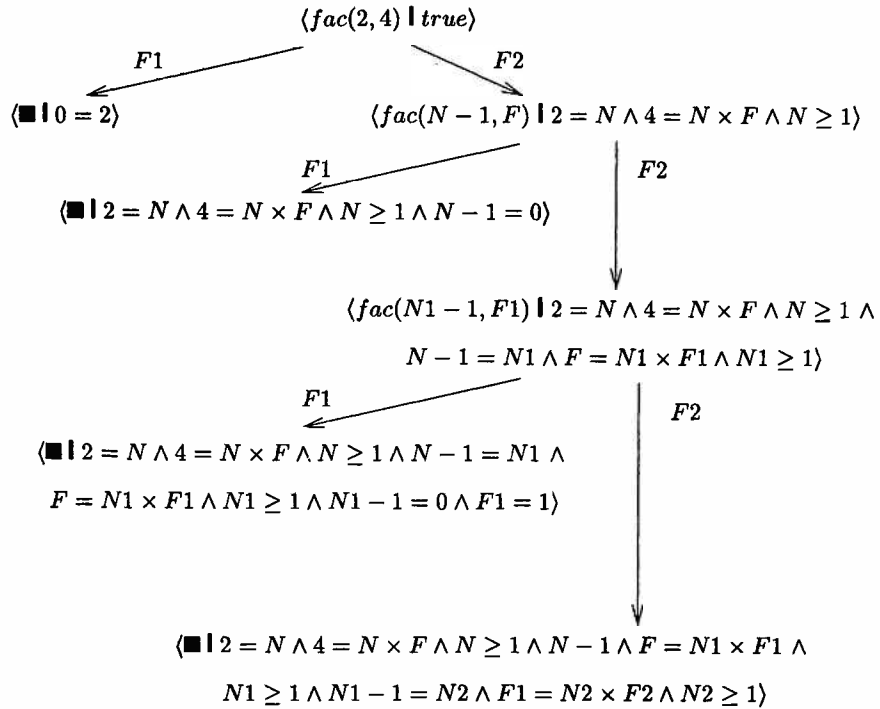 ⟨fac(2,4) ❙ true⟩
F1
F2
⟨■ ❙ 0 = 2⟩
⟨fac(N − 1, F) ❙ 2 = N ∧ 4 = N × F ∧ N ≥ 1⟩
F1
F2
⟨■ ❙ 2 = N ∧ 4 = N × F ∧ N ≥ 1 ∧ N − 1 = 0⟩
⟨fac(N1 − 1, F1) ❙ 2 = N ∧ 4 = N × F ∧ N ≥ 1 ∧
N − 1 = N1 ∧ F = N1 × F1 ∧ N1 ≥ 1⟩
F1
F2
⟨■ ❙ 2 = N ∧ 4 = N × F ∧ N ≥ 1 ∧ N − 1 = N1 ∧
F = N1 × F1 ∧ N1 ≥ 1 ∧ N1 − 1 = 0 ∧ F1 = 1⟩
⟨■ ❙ 2 = N ∧ 4 = N × F ∧ N ≥ 1 ∧ N − 1 ∧ F = N1 × F1 ∧
N1 ≥ 1 ∧ N1 − 1 = N2 ∧ F1 = N2 × F2 ∧ N2 ≥ 1⟩